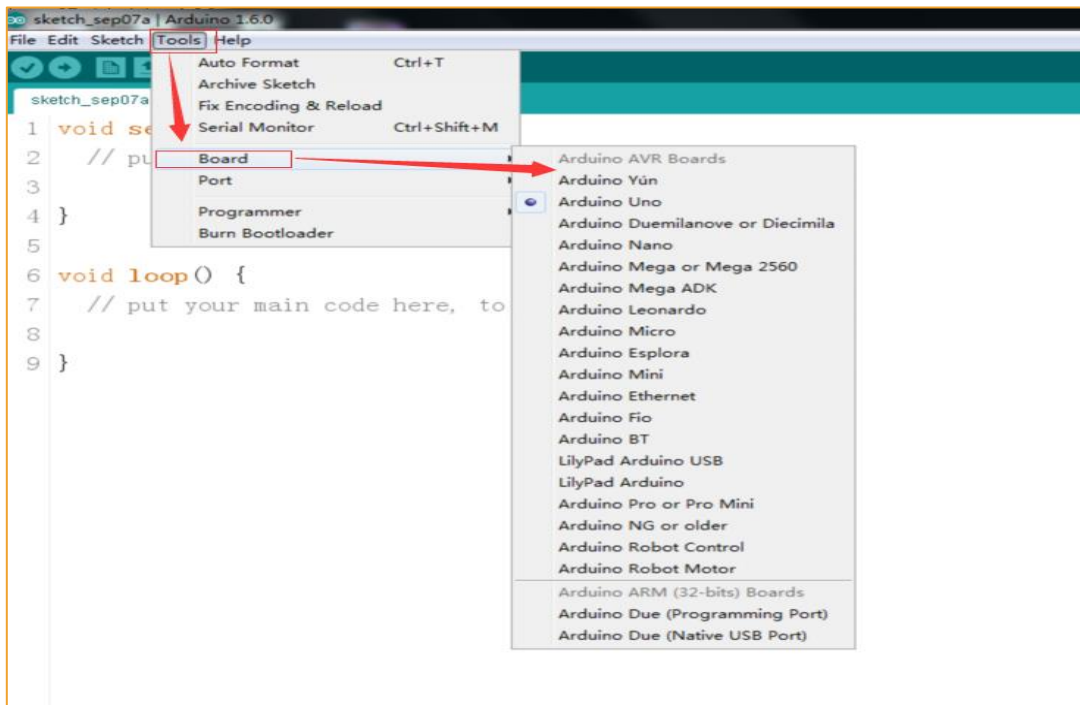 sketch_sep07a | Arduino 1.6.0
File Edit Sketch Tools Help
Auto Format Ctrl+T
Archive Sketch
sketch_sep07a
Fix Encoding & Reload
1 void se
Serial Monitor Ctrl+Shift+M
2 // pu
Board
Arduino AVR Boards
3
Port
Arduino Yún
Arduino Uno
4 }
Programmer
Arduino Duemilanove or Diecimila
5
Burn Bootloader
Arduino Nano
6 void loop() {
Arduino Mega or Mega 2560
Arduino Mega ADK
7 // put your main code here, to
Arduino Leonardo
8
Arduino Micro
Arduino Esplora
9 }
Arduino Mini
Arduino Ethernet
Arduino Fio
Arduino BT
LilyPad Arduino USB
LilyPad Arduino
Arduino Pro or Pro Mini
Arduino NG or older
Arduino Robot Control
Arduino Robot Motor
Arduino ARM (32-bits) Boards
Arduino Due (Programming Port)
Arduino Due (Native USB Port)